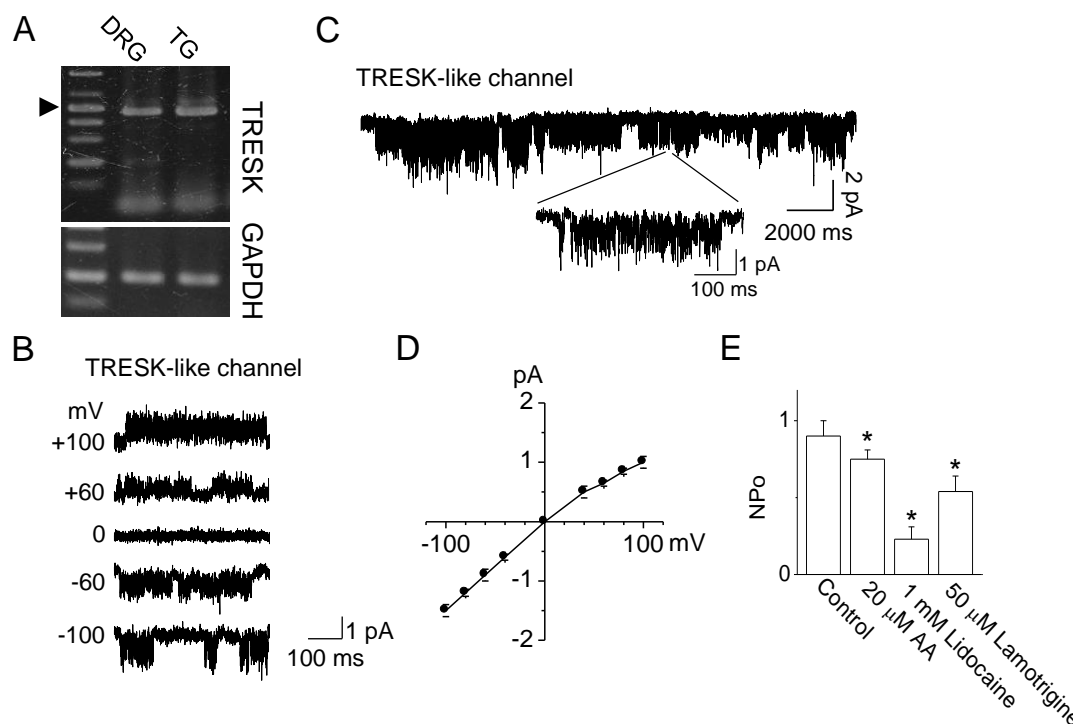 A
DRG
TG
TRESK
GAPDH
B
TRESK-like channel
mV
+100
+60
0
-60
-100
1 pA
100 ms
C
TRESK-like channel
2 pA
2000 ms
1 pA
100 ms
D
pA
2
1
-100
100 mV
-1
-2
E
NPo
1
0
Control
20 μM AA
1 mM Lidocaine
50 μM Lamotrigine
*
*
*